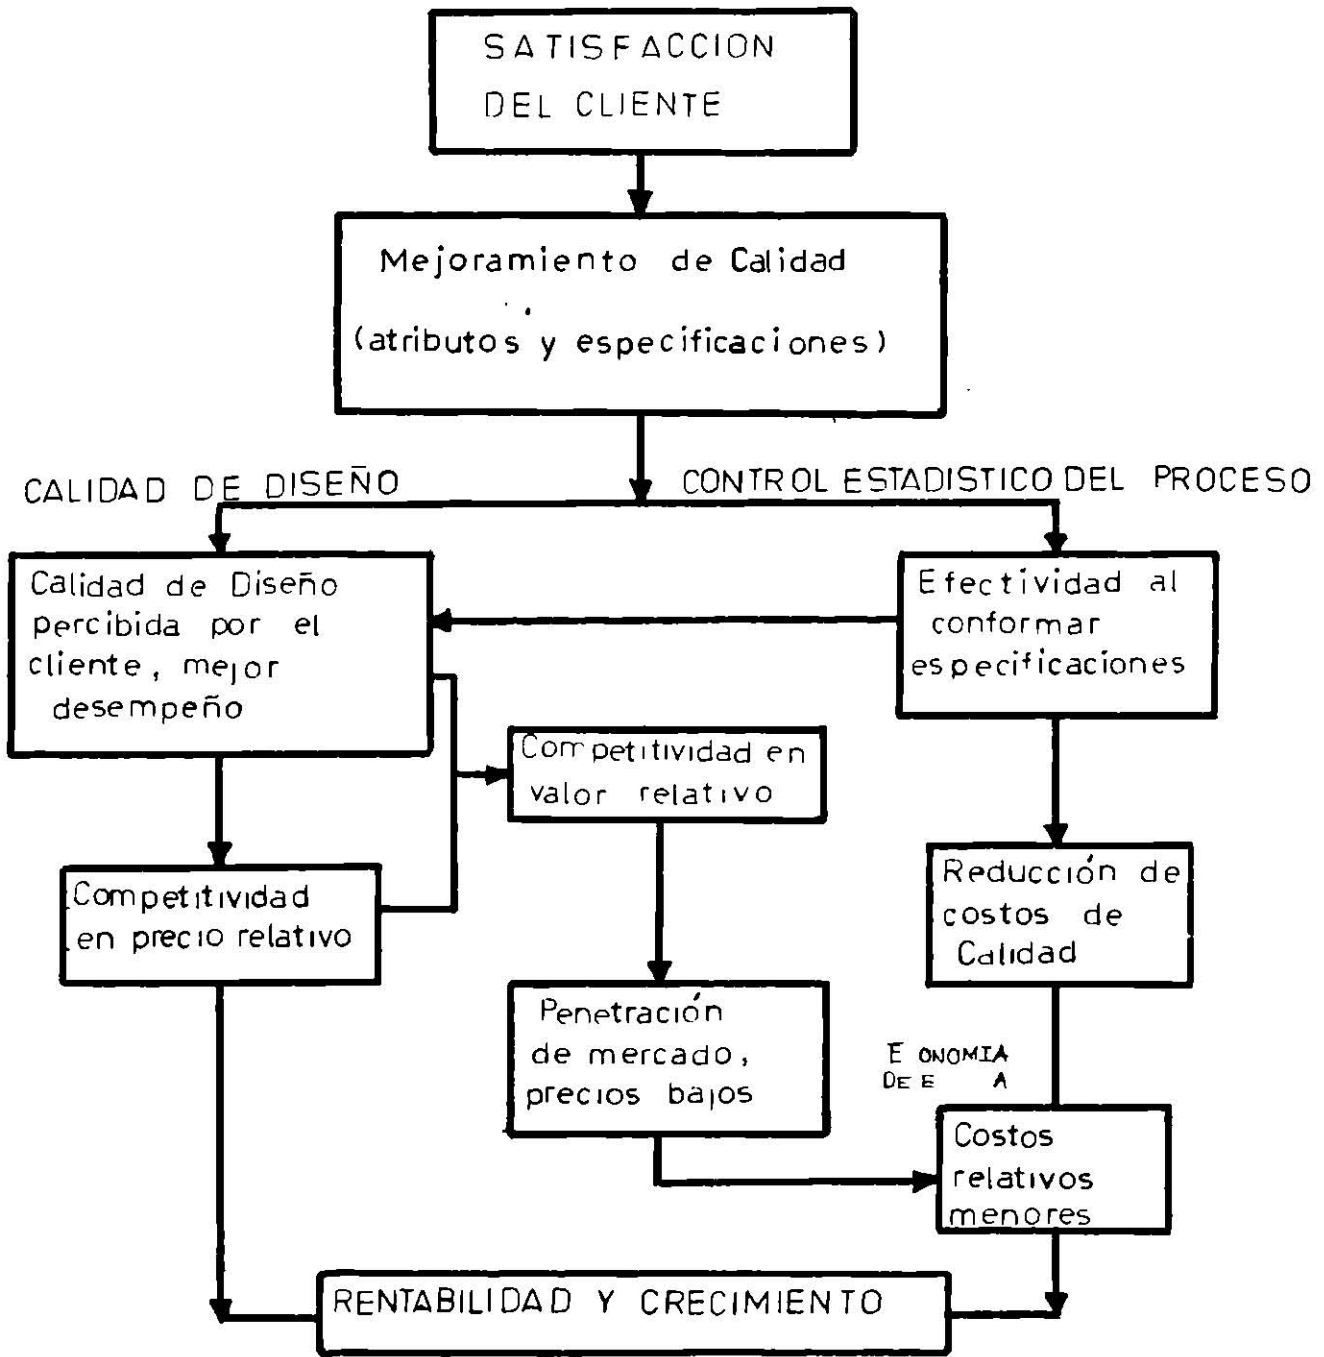 SATISFACCION
DEL CLIENTE
Mejoramiento de Calidad
(atributos y especificaciones)
CALIDAD DE DISEÑO
CONTROL ESTADISTICO DEL PROCESO
Calidad de Diseño
percibida por el
cliente, mejor
desempeño
Efectividad al
conformar
especificaciones
Competitividad en
valor relativo
Competitividad
en precio relativo
Reducción de
costos de
Calidad
Penetración
de mercado,
precios bajos
DE
Costos
relativos
menores
RENTABILIDAD Y CRECIMIENTO